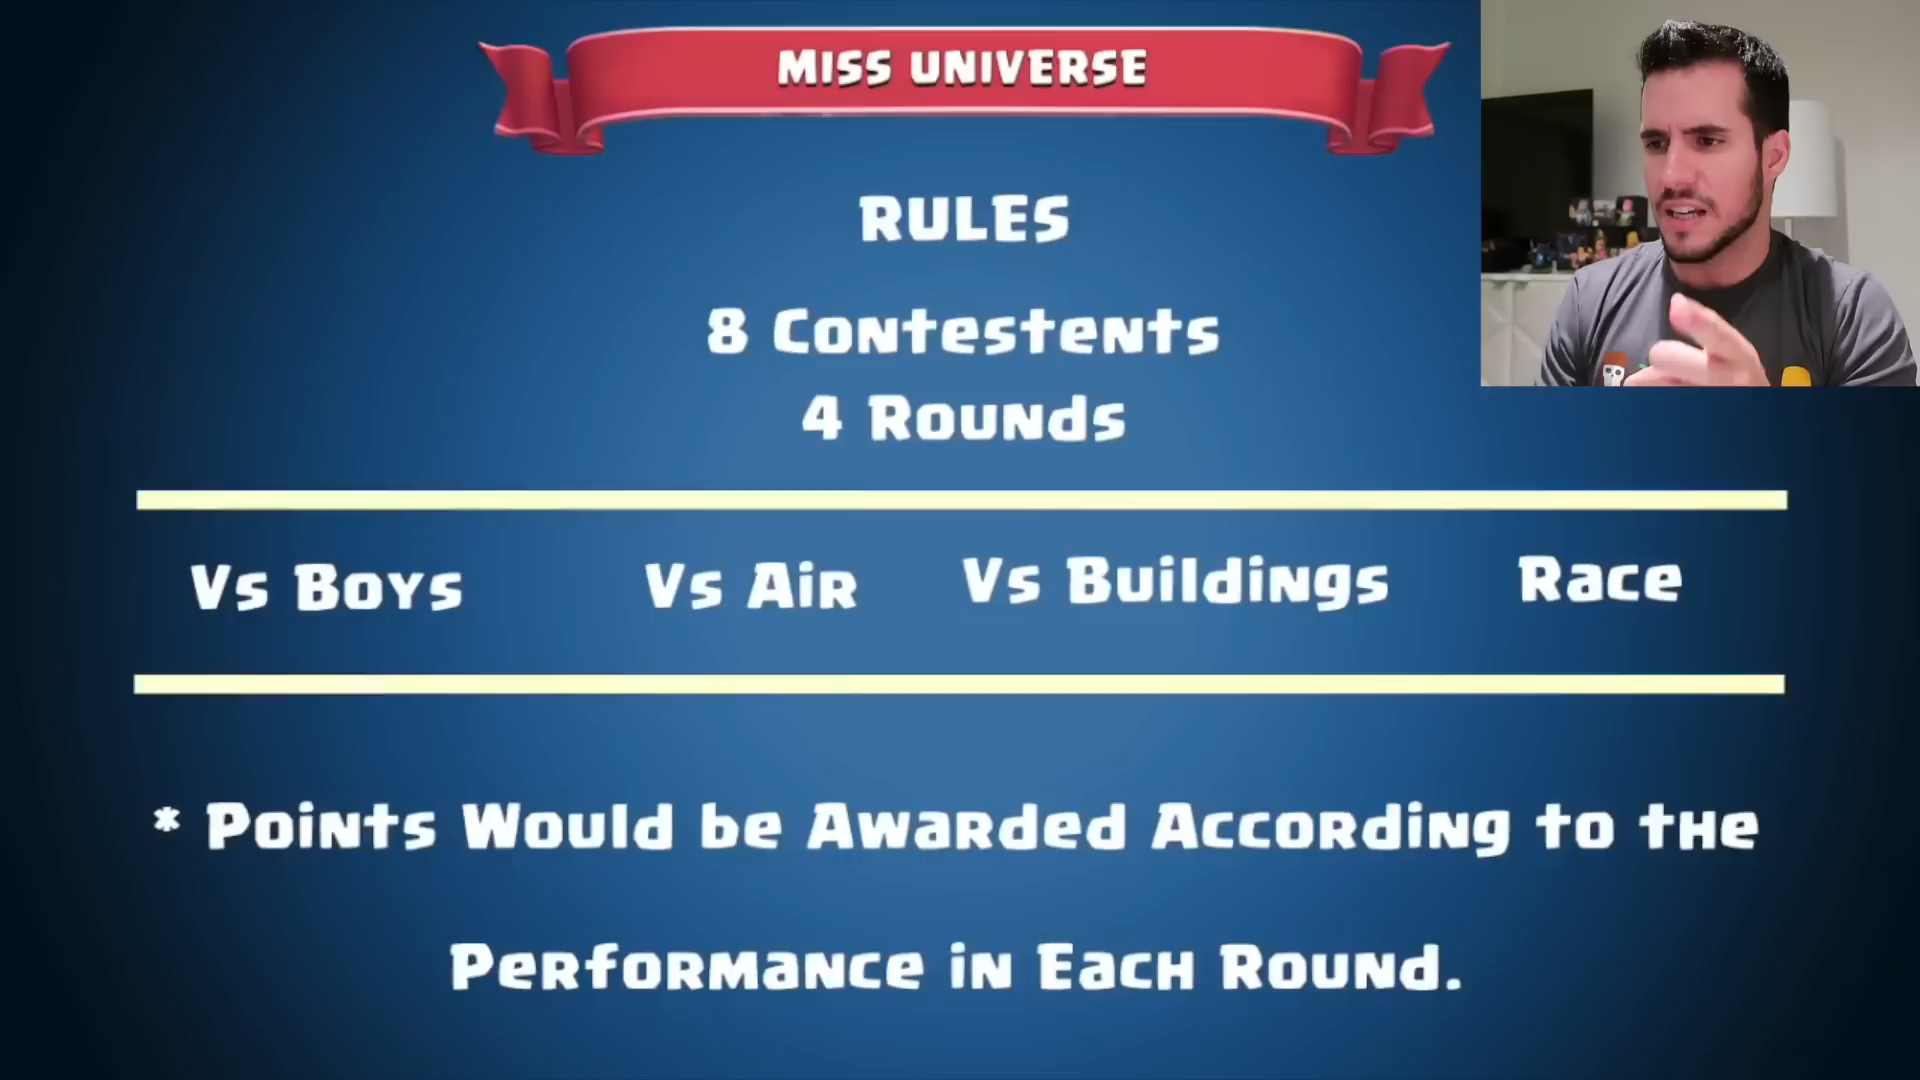 Miss Universe
Rules
8 Contestents
4 Rounds
Vs Boys Vs Air Vs Buildings Race
* Points Would be Awarded According to the
Performance in Each Round.